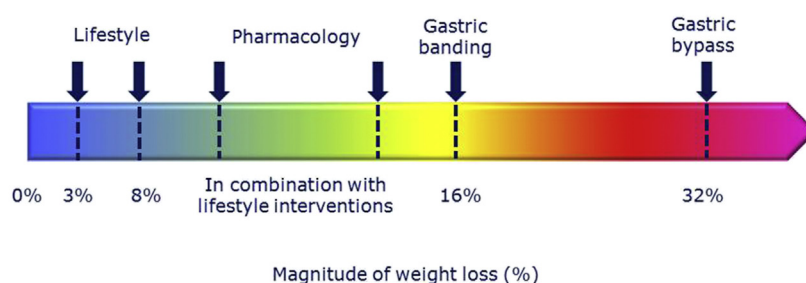 Lifestyle
Pharmacology
Gastric
banding
Gastric
bypass
0%
3%
8%
In combination with
lifestyle interventions
16%
32%
Magnitude of weight loss (%)